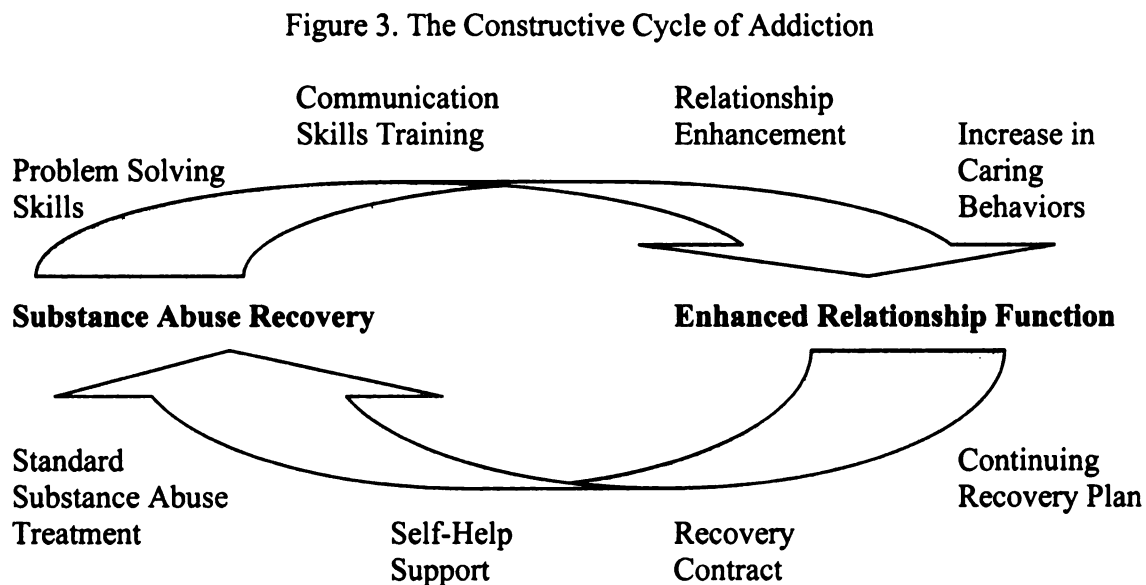 Figure 3. The Constructive Cycle of Addiction
Communication
Skills Training
Relationship
Enhancement
Increase in
Caring
Behaviors
Problem Solving
Skills
Substance Abuse Recovery
Enhanced Relationship Function
Standard
Substance Abuse
Treatment
Self-Help
Support
Recovery
Contract
Continuing
Recovery Plan